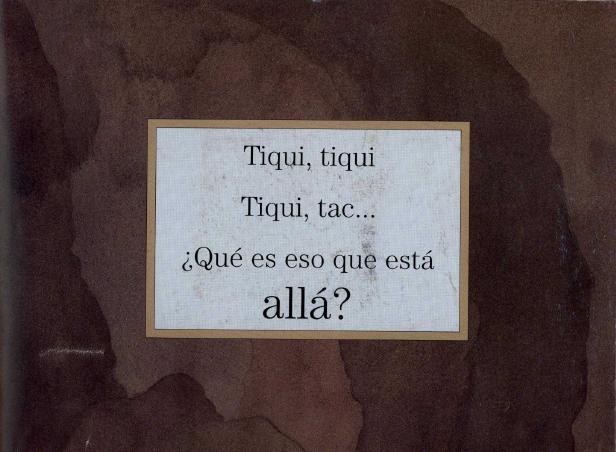 Tiqui, tiqui
Tiqui, tac...
¿Qué es eso que está
allá?